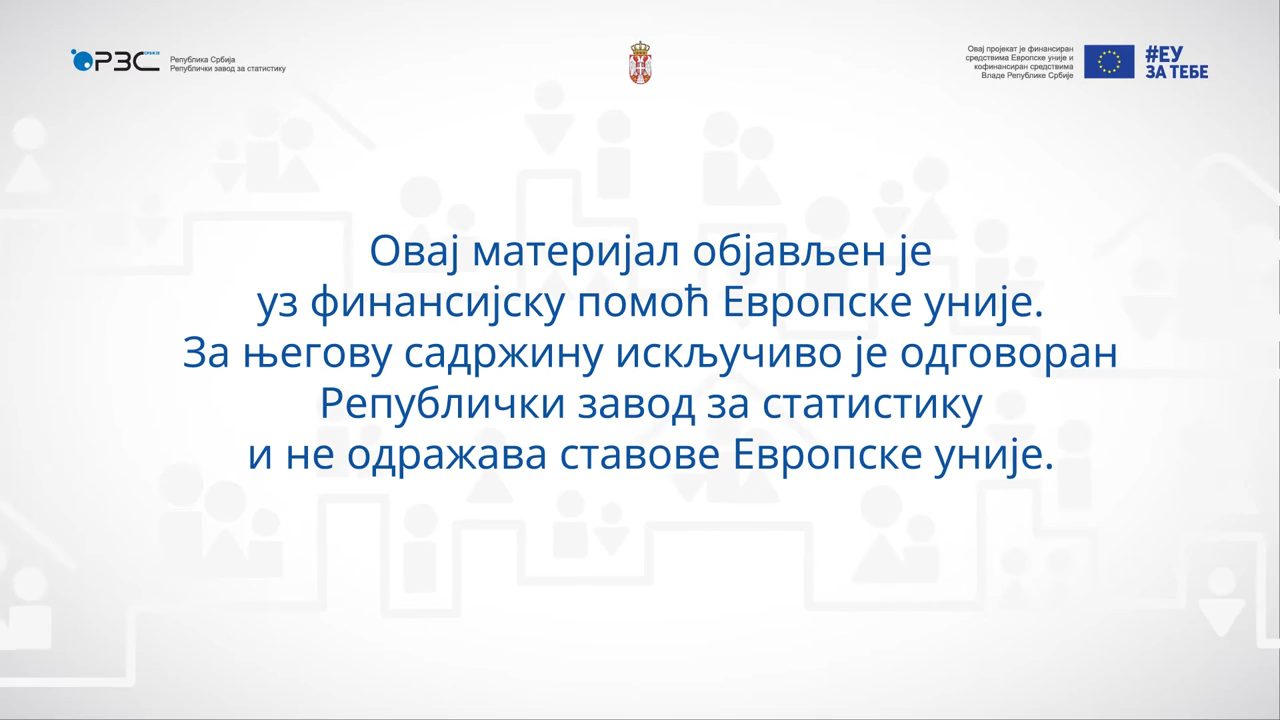 РЗС СРБИЈЕ
Република Србија
Републички завод за статистику
Овај пројекат је финансиран
средствима Европске уније и
кофинансиран средствима
Владе Републике Србије
#ЕУ
ЗА ТЕБЕ
Овај материјал објављен је
уз финансијску помоћ Европске уније.
За његову садржину искључиво је одговоран
Републички завод за статистику
и не одражава ставове Европске уније.